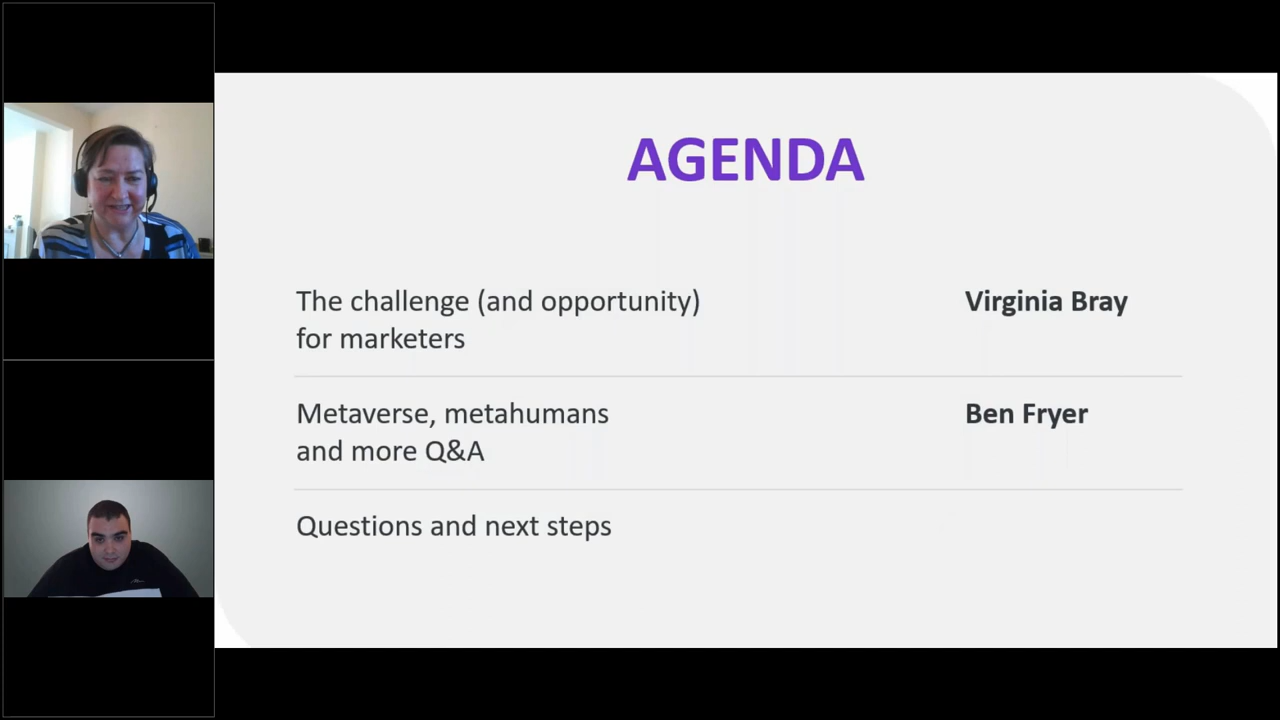 AGENDA
The challenge (and opportunity)
for marketers
Virginia Bray
Metaverse, metahumans
and more Q&A
Ben Fryer
Questions and next steps